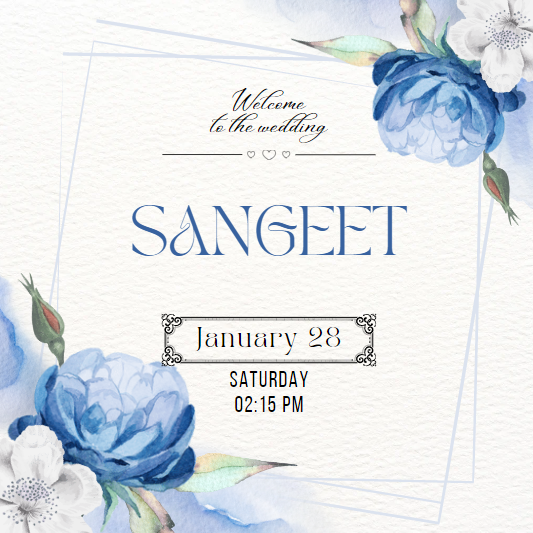 Welcome
to the wedding
SANGEET
January 28
SATURDAY
02:15 PM